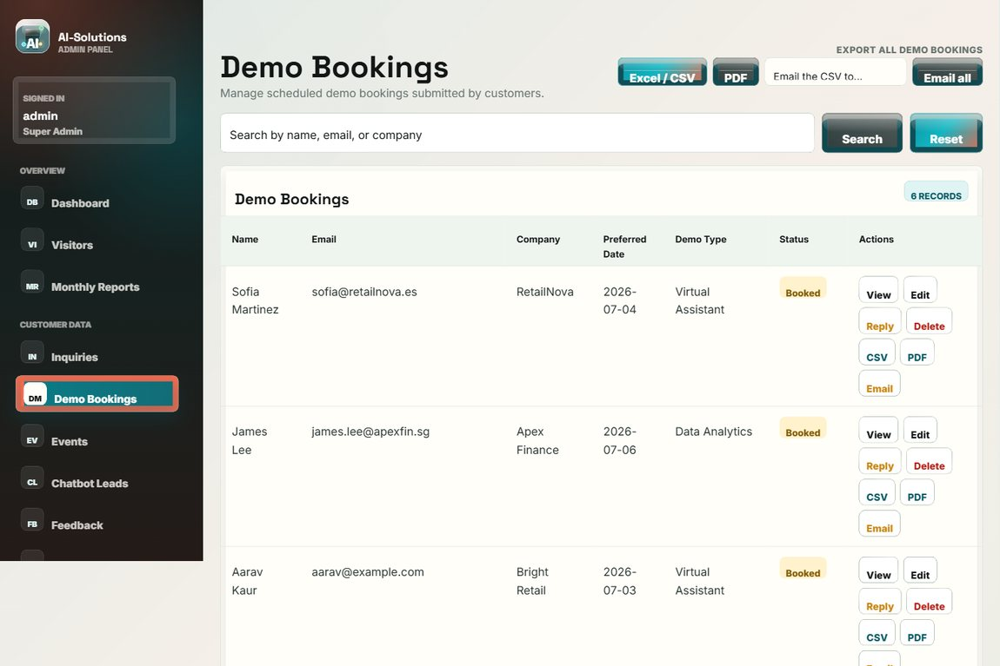 AI
AI-Solutions
ADMIN PANEL
SIGNED IN
admin
Super Admin
OVERVIEW
DB Dashboard
VI Visitors
MR Monthly Reports
CUSTOMER DATA
IN Inquiries
DM Demo Bookings
EV Events
CL Chatbot Leads
FB Feedback
EXPORT ALL DEMO BOOKINGS
Demo Bookings
Manage scheduled demo bookings submitted by customers.
Excel / CSV PDF Email the CSV to... Email all
Search by name, email, or company Search Reset
Demo Bookings 6 RECORDS
Name Email Company Preferred Date Demo Type Status Actions
Sofia Martinez sofia@retailnova.es RetailNova 2026-07-04 Virtual Assistant Booked View Edit
Reply Delete
CSV PDF
Email
James Lee james.lee@apexfin.sg Apex Finance 2026-07-06 Data Analytics Booked View Edit
Reply Delete
CSV PDF
Email
Aarav Kaur aarav@example.com Bright Retail 2026-07-03 Virtual Assistant Booked View Edit
Reply Delete
CSV PDF